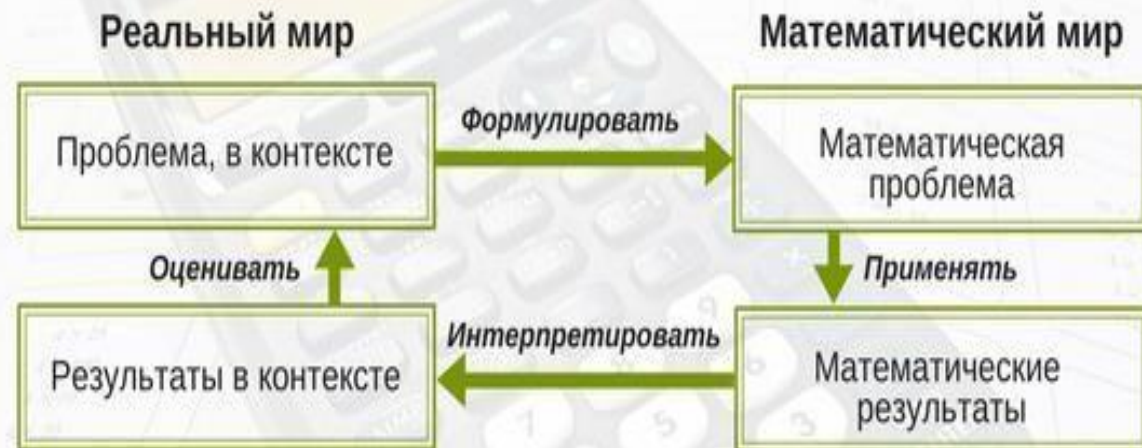 Реальный мир
Математический мир
Проблема, в контексте
Формулировать
Математическая
проблема
Оценивать
Применять
Результаты в контексте
Интерпретировать
Математические
результаты